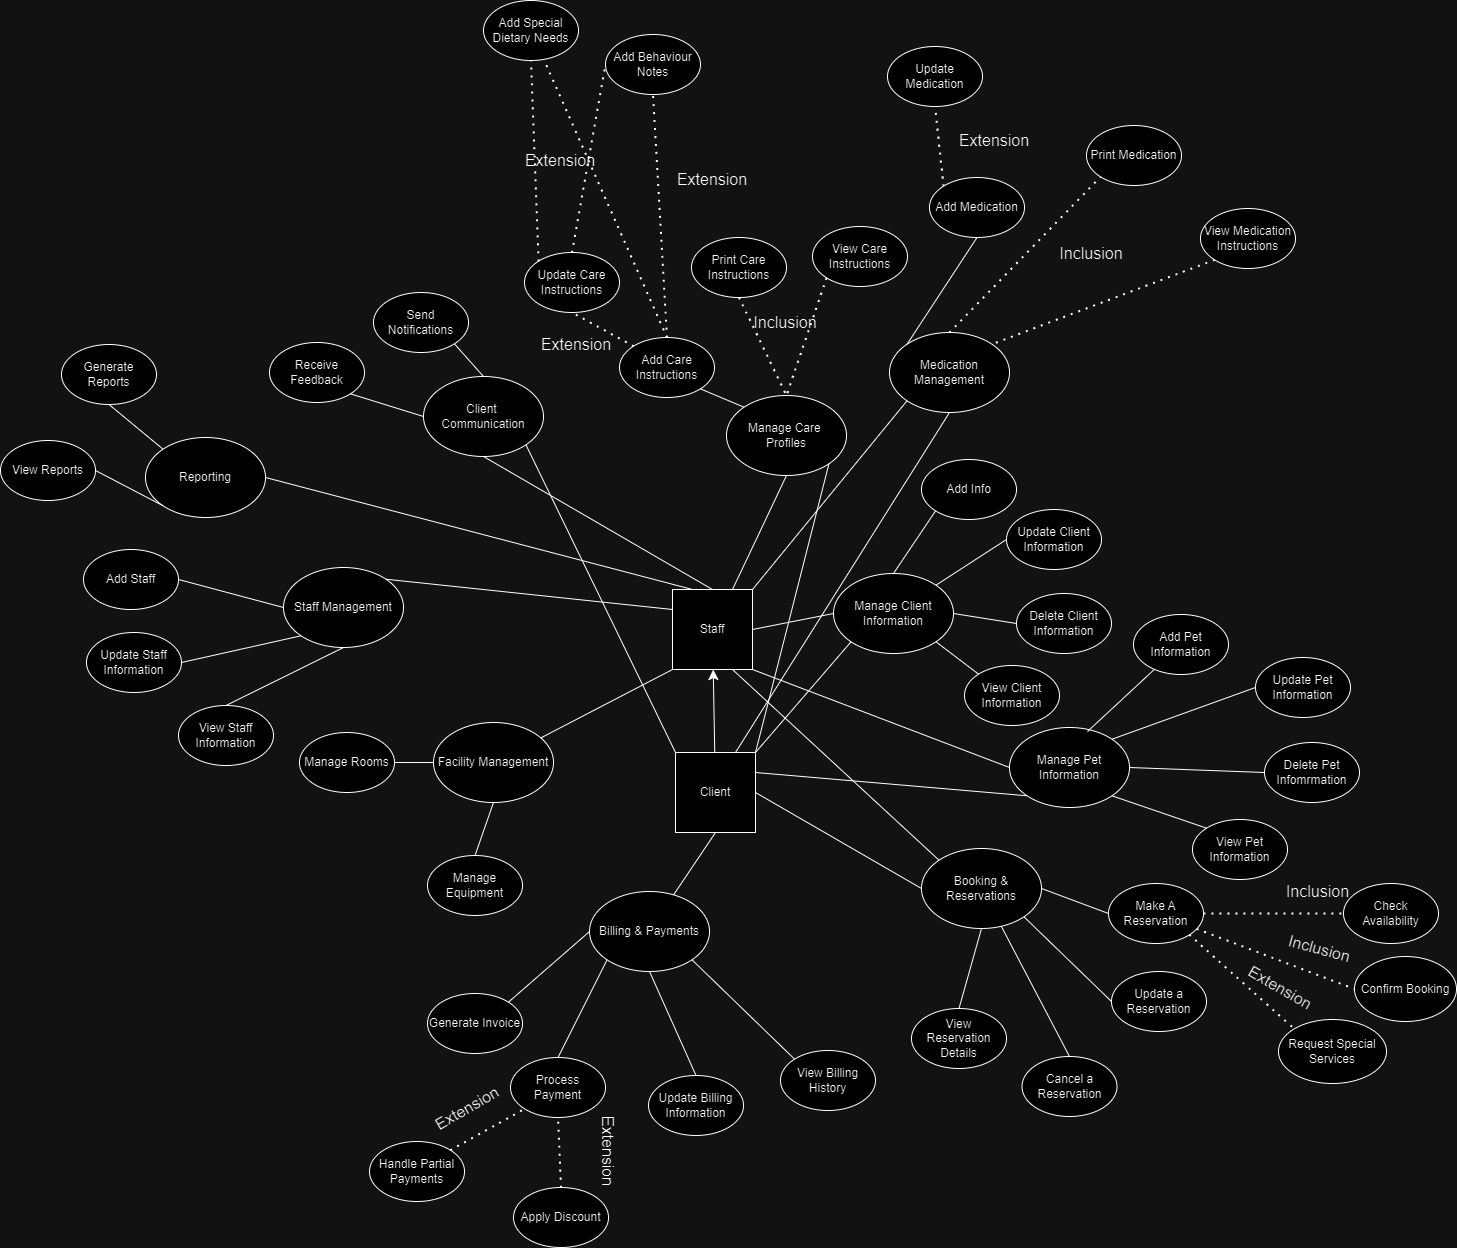 Add Special
Dietary Needs
Add Behaviour
Notes
Update
Medication
Extension
Print Medication
Extension
Extension
Add Medication
View Medication
Instructions
Inclusion
Print Care
Instructions
View Care
Instructions
Update Care
Instructions
Send
Notifications
Inclusion
Extension
Receive
Feedback
Generate
Reports
Add Care
Instructions
Medication
Management
Client
Communication
Manage Care
Profiles
View Reports
Reporting
Add Info
Update Client
Information
Add Staff
Staff Management
Staff
Manage Client
Information
Delete Client
Information
Update Staff
Information
Add Pet
Information
View Client
Information
Update Pet
Information
View Staff
Information
Manage Rooms
Facility Management
Manage Pet
Information
Delete Pet
Infomrmation
Client
View Pet
Information
Manage
Equipment
Booking &
Reservations
Make A
Reservation
Inclusion
Check
Availability
Billing & Payments
Inclusion
Confirm Booking
Extension
Update a
Reservation
Generate Invoice
View
Reservation
Details
Request Special
Services
Process
Payment
View Billing
History
Cancel a
Reservation
Update Billing
Information
Extension
Extension
Handle Partial
Payments
Apply Discount